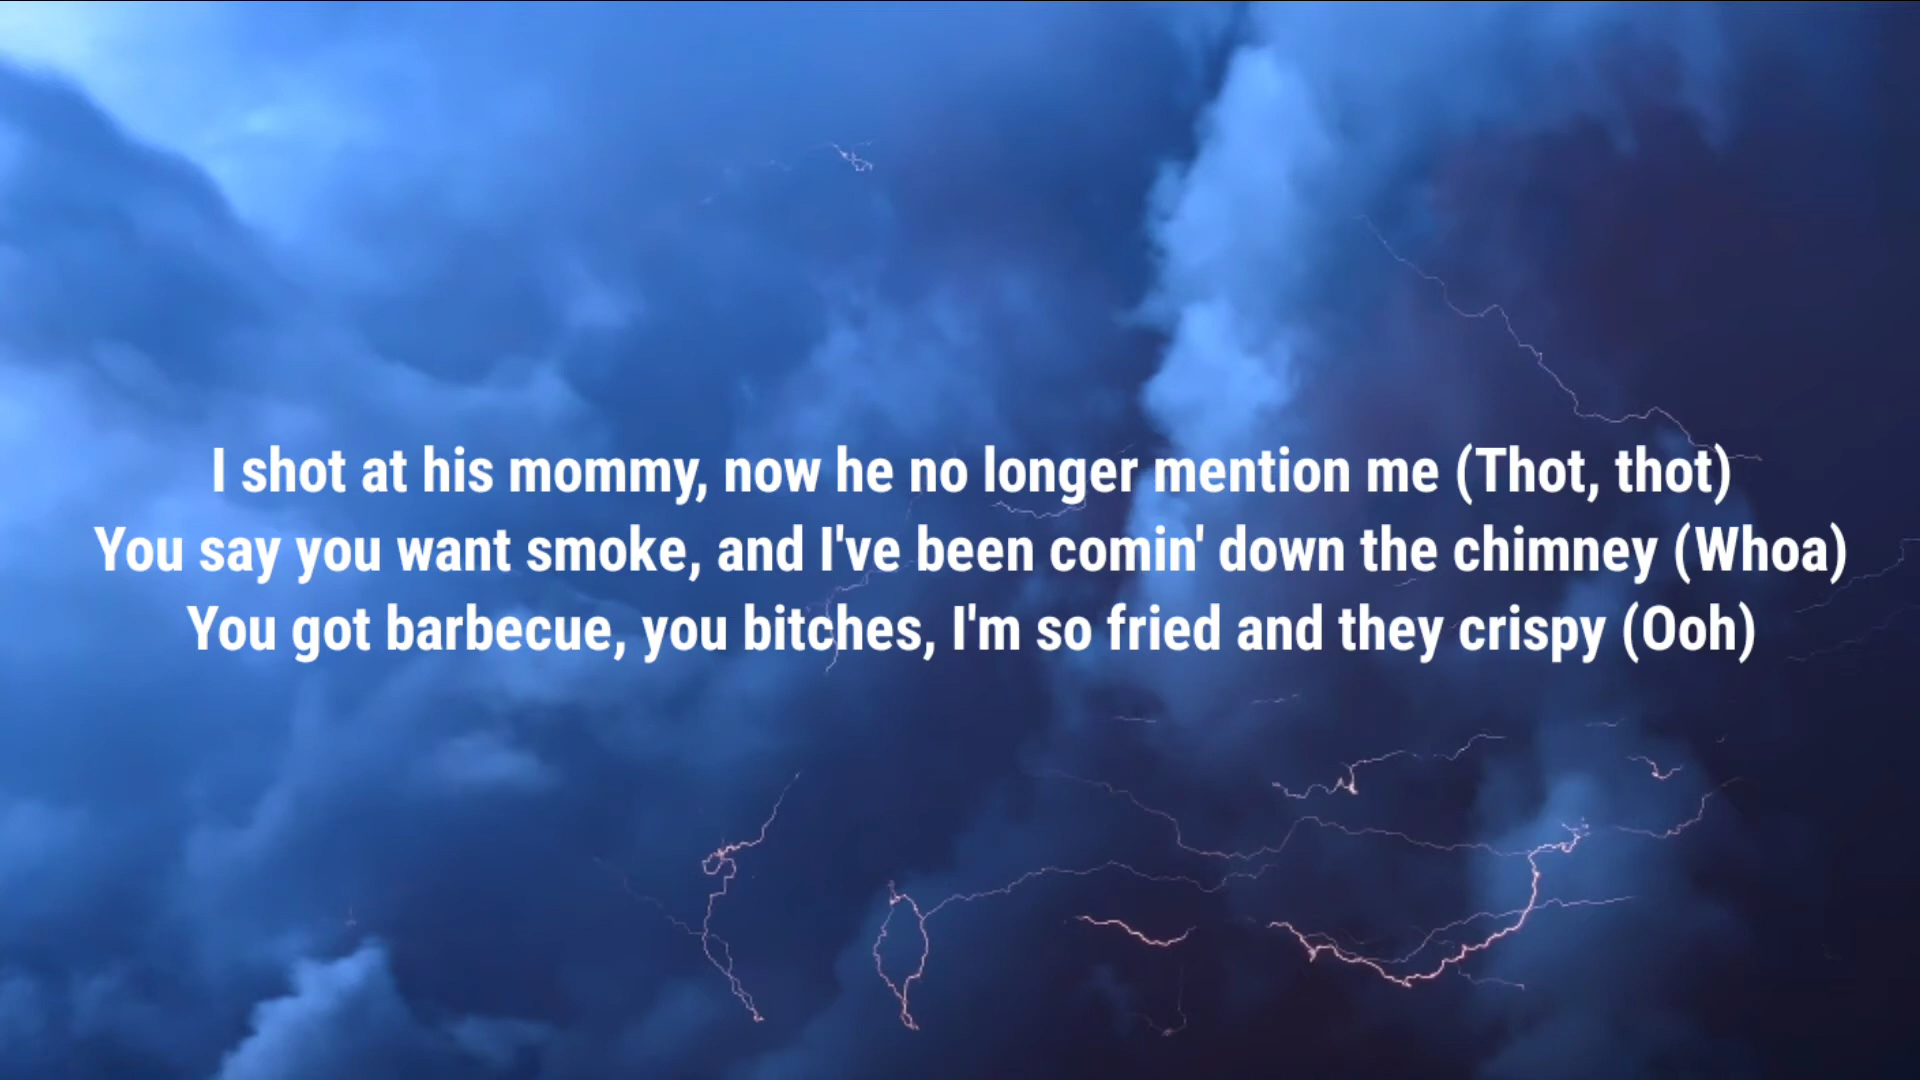 I shot at his mommy, now he no longer mention me (Thot, thot)
You say you want smoke, and I've been comin' down the chimney (Whoa)
You got barbecue, you bitches, I'm so fried and they crispy (Ooh)